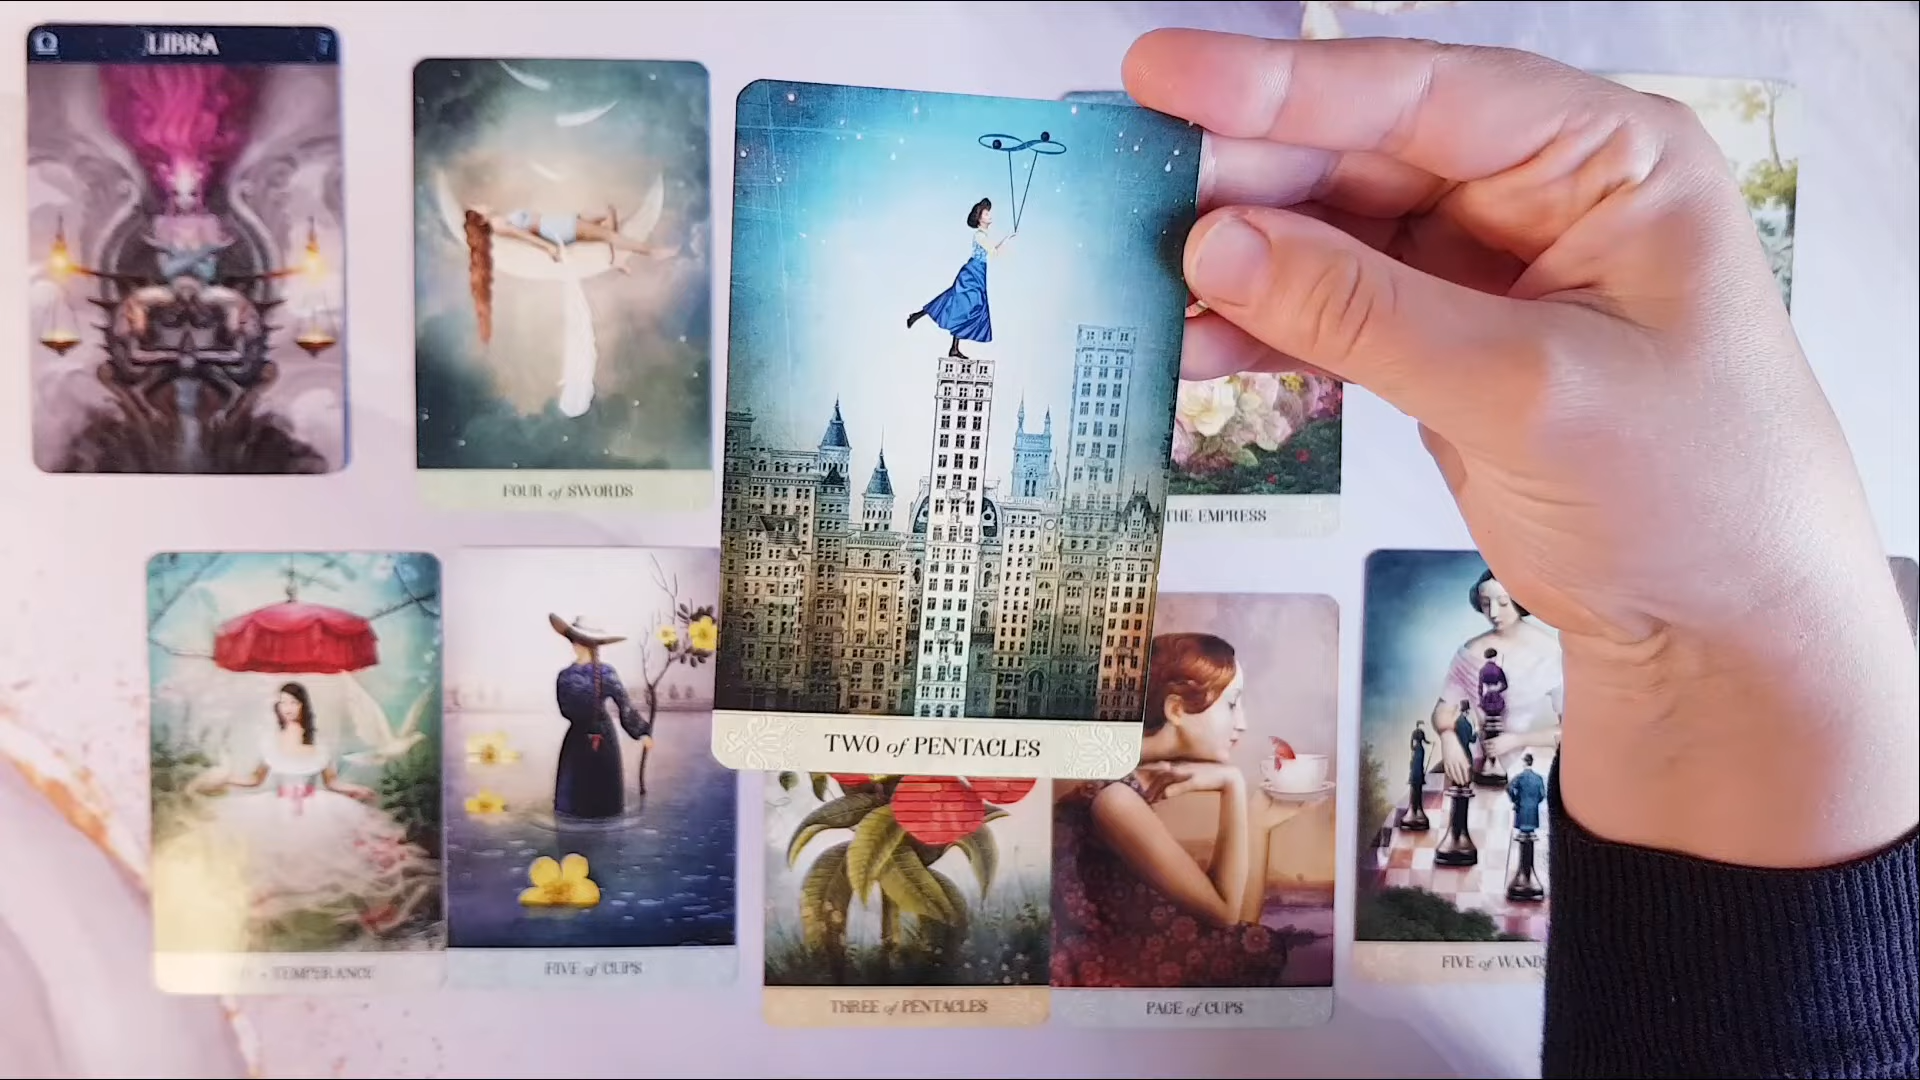 LIBRA
FOUR of SWORDS
TWO of PENTACLES
THE EMPRESS
TEMPERANCE
FIVE of CUPS
THREE of PENTACLES
PAGE of CUPS
FIVE of WAND